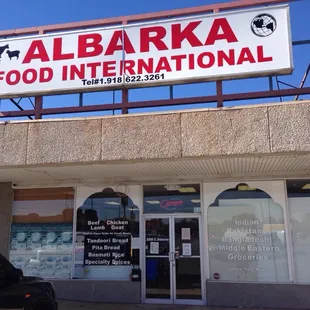 ALBARKA
FOOD INTERNATIONAL
Tel#1.918 622.3261
Beef Chicken
Lamb Goat
Tandoori Bread
Pita Bread
Basmati Rice
Specialty Spices
Indian
Pakistani
Bangladeshi
Middle Eastern
Groceries